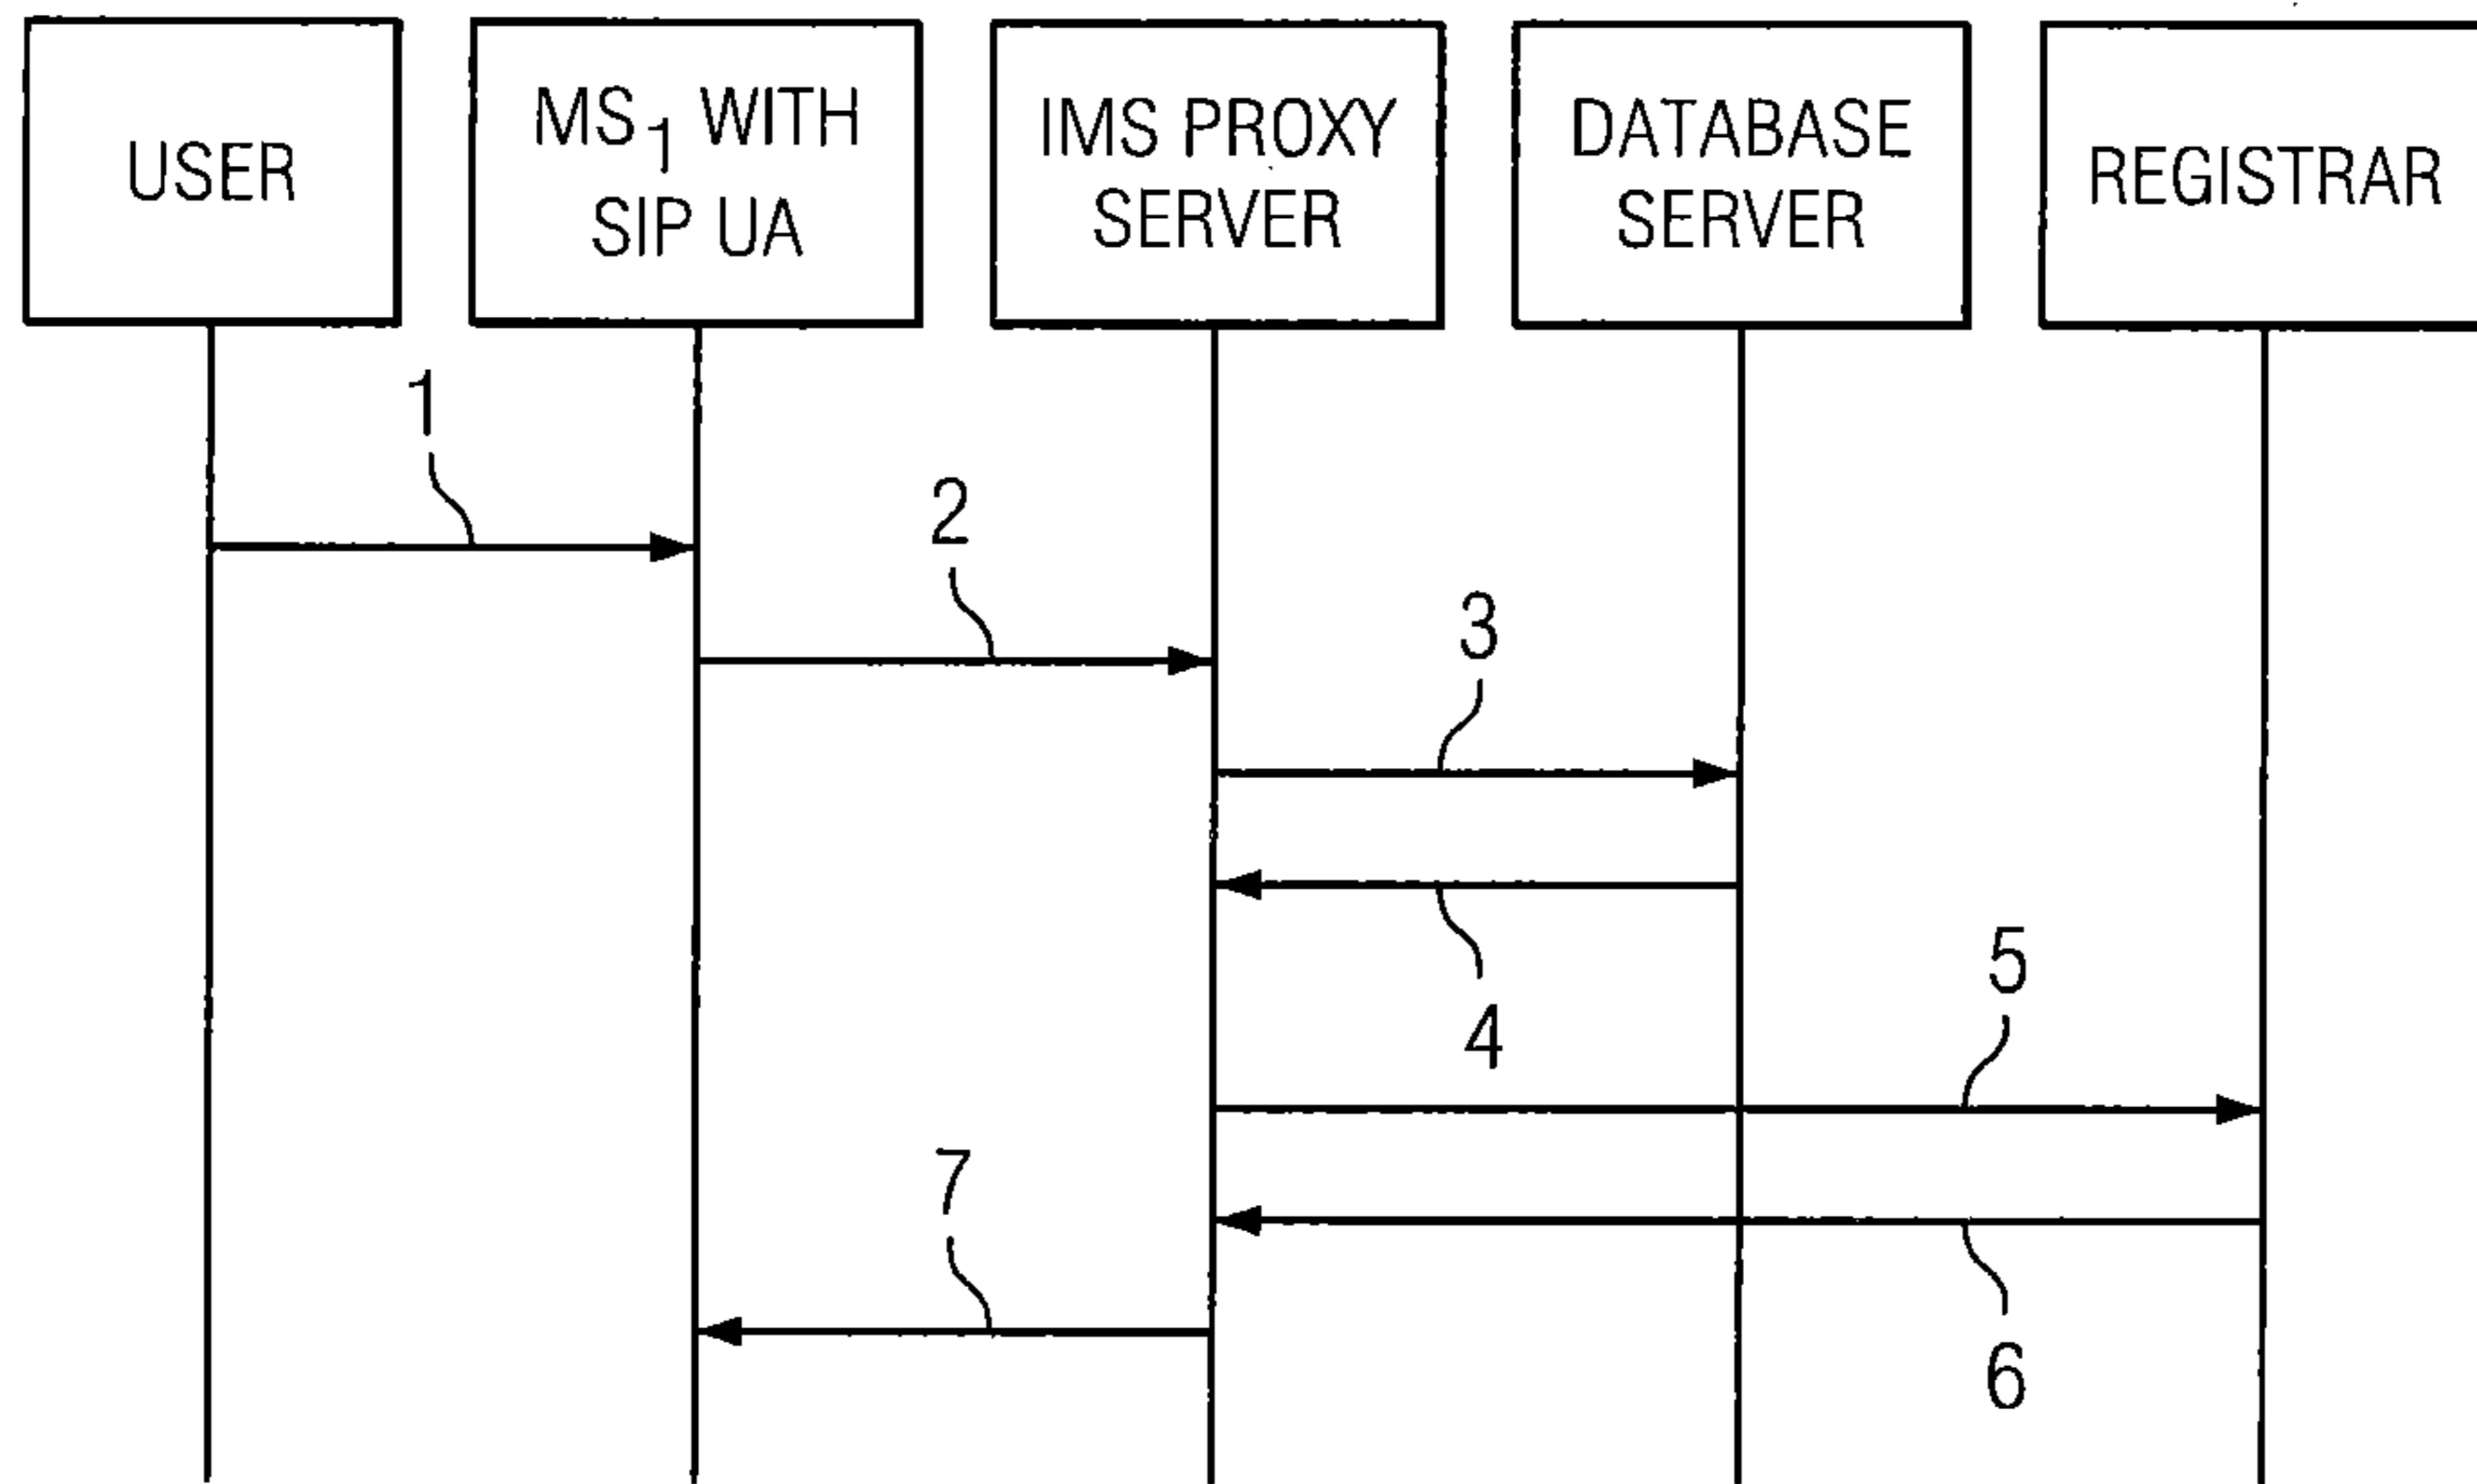 USER
MS1 WITH
SIP UA
IMS PROXY
SERVER
DATABASE
SERVER
REGISTRAR
1
2
3
4
5
6
7